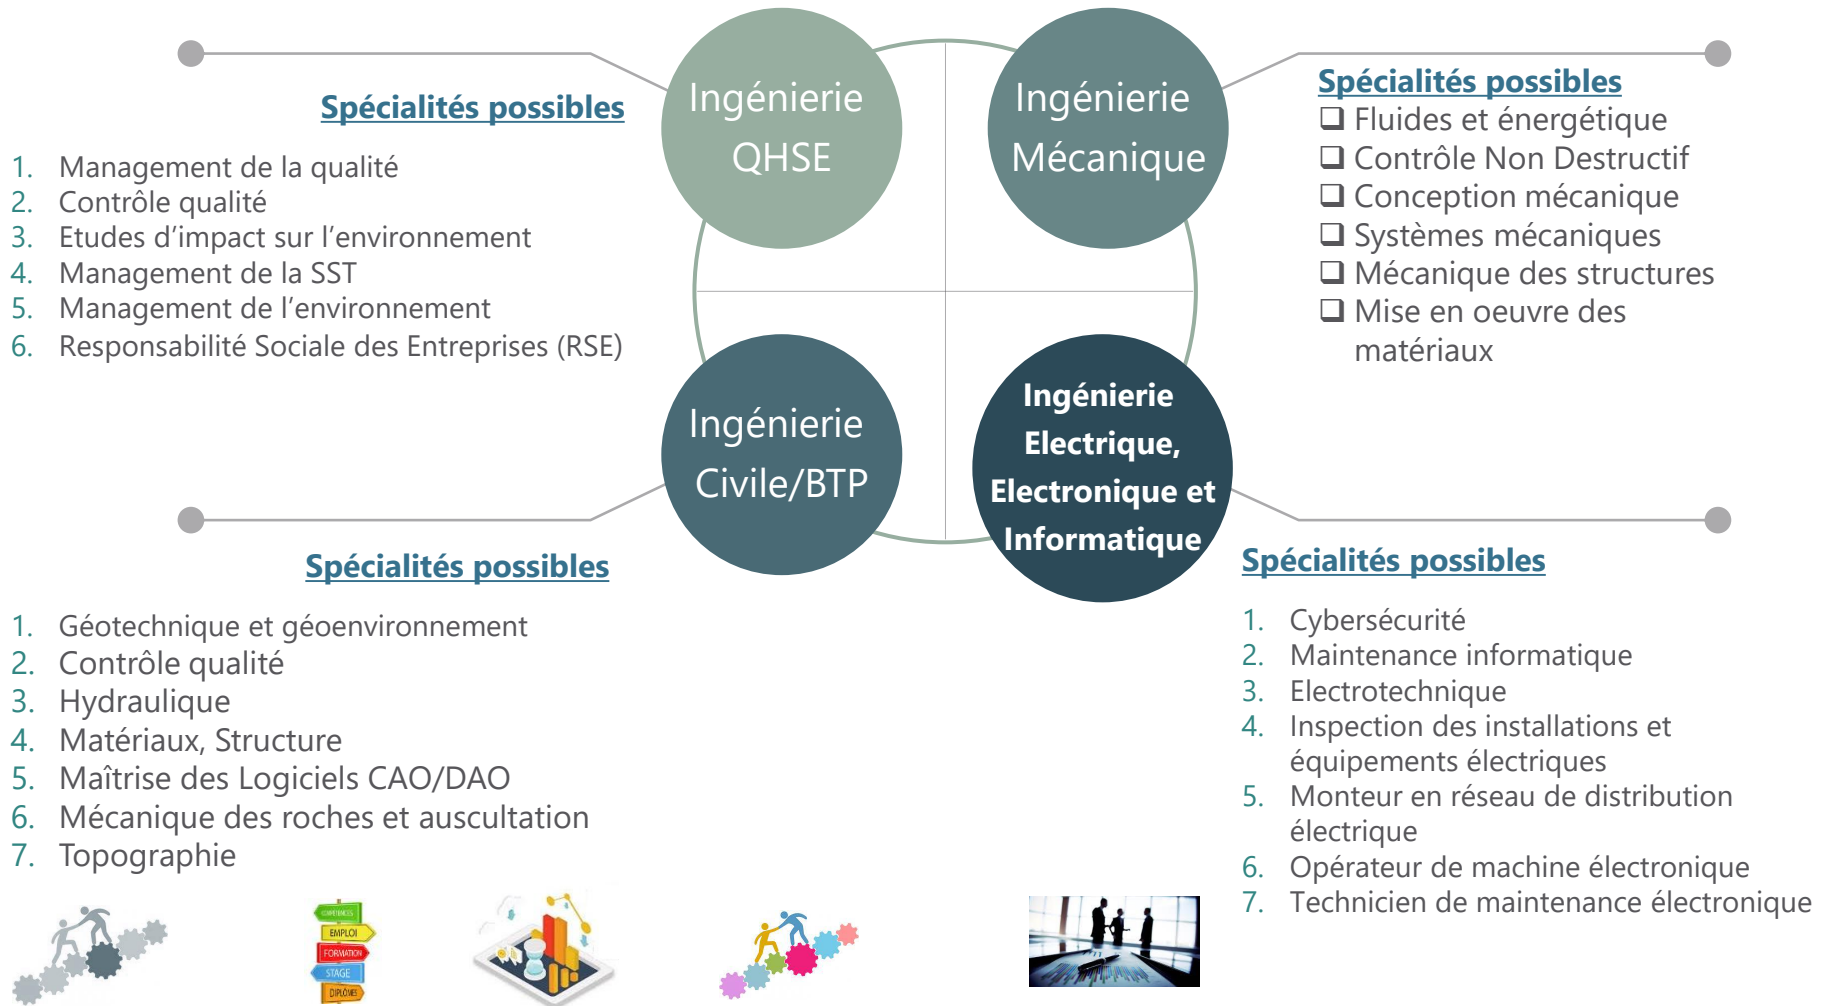 Ingénierie
QHSE
Spécialités possibles
1. Management de la qualité
2. Contrôle qualité
3. Etudes d’impact sur l’environnement
4. Management de la SST
5. Management de l’environnement
6. Responsabilité Sociale des Entreprises (RSE)
Ingénierie
Mécanique
Spécialités possibles
❑ Fluides et énergétique
❑ Contrôle Non Destructif
❑ Conception mécanique
❑ Systèmes mécaniques
❑ Mécanique des structures
❑ Mise en oeuvre des
matériaux
Ingénierie
Civile/BTP
Spécialités possibles
1. Géotechnique et géoenvironnement
2. Contrôle qualité
3. Hydraulique
4. Matériaux, Structure
5. Maîtrise des Logiciels CAO/DAO
6. Mécanique des roches et auscultation
7. Topographie
Ingénierie
Electrique,
Electronique et
Informatique
Spécialités possibles
1. Cybersécurité
2. Maintenance informatique
3. Electrotechnique
4. Inspection des installations et
équipements électriques
5. Monteur en réseau de distribution
électrique
6. Opérateur de machine électronique
7. Technicien de maintenance électronique
COMPÉTENCES
EMPLOI
FORMATION
STAGE
DIPLÔMES